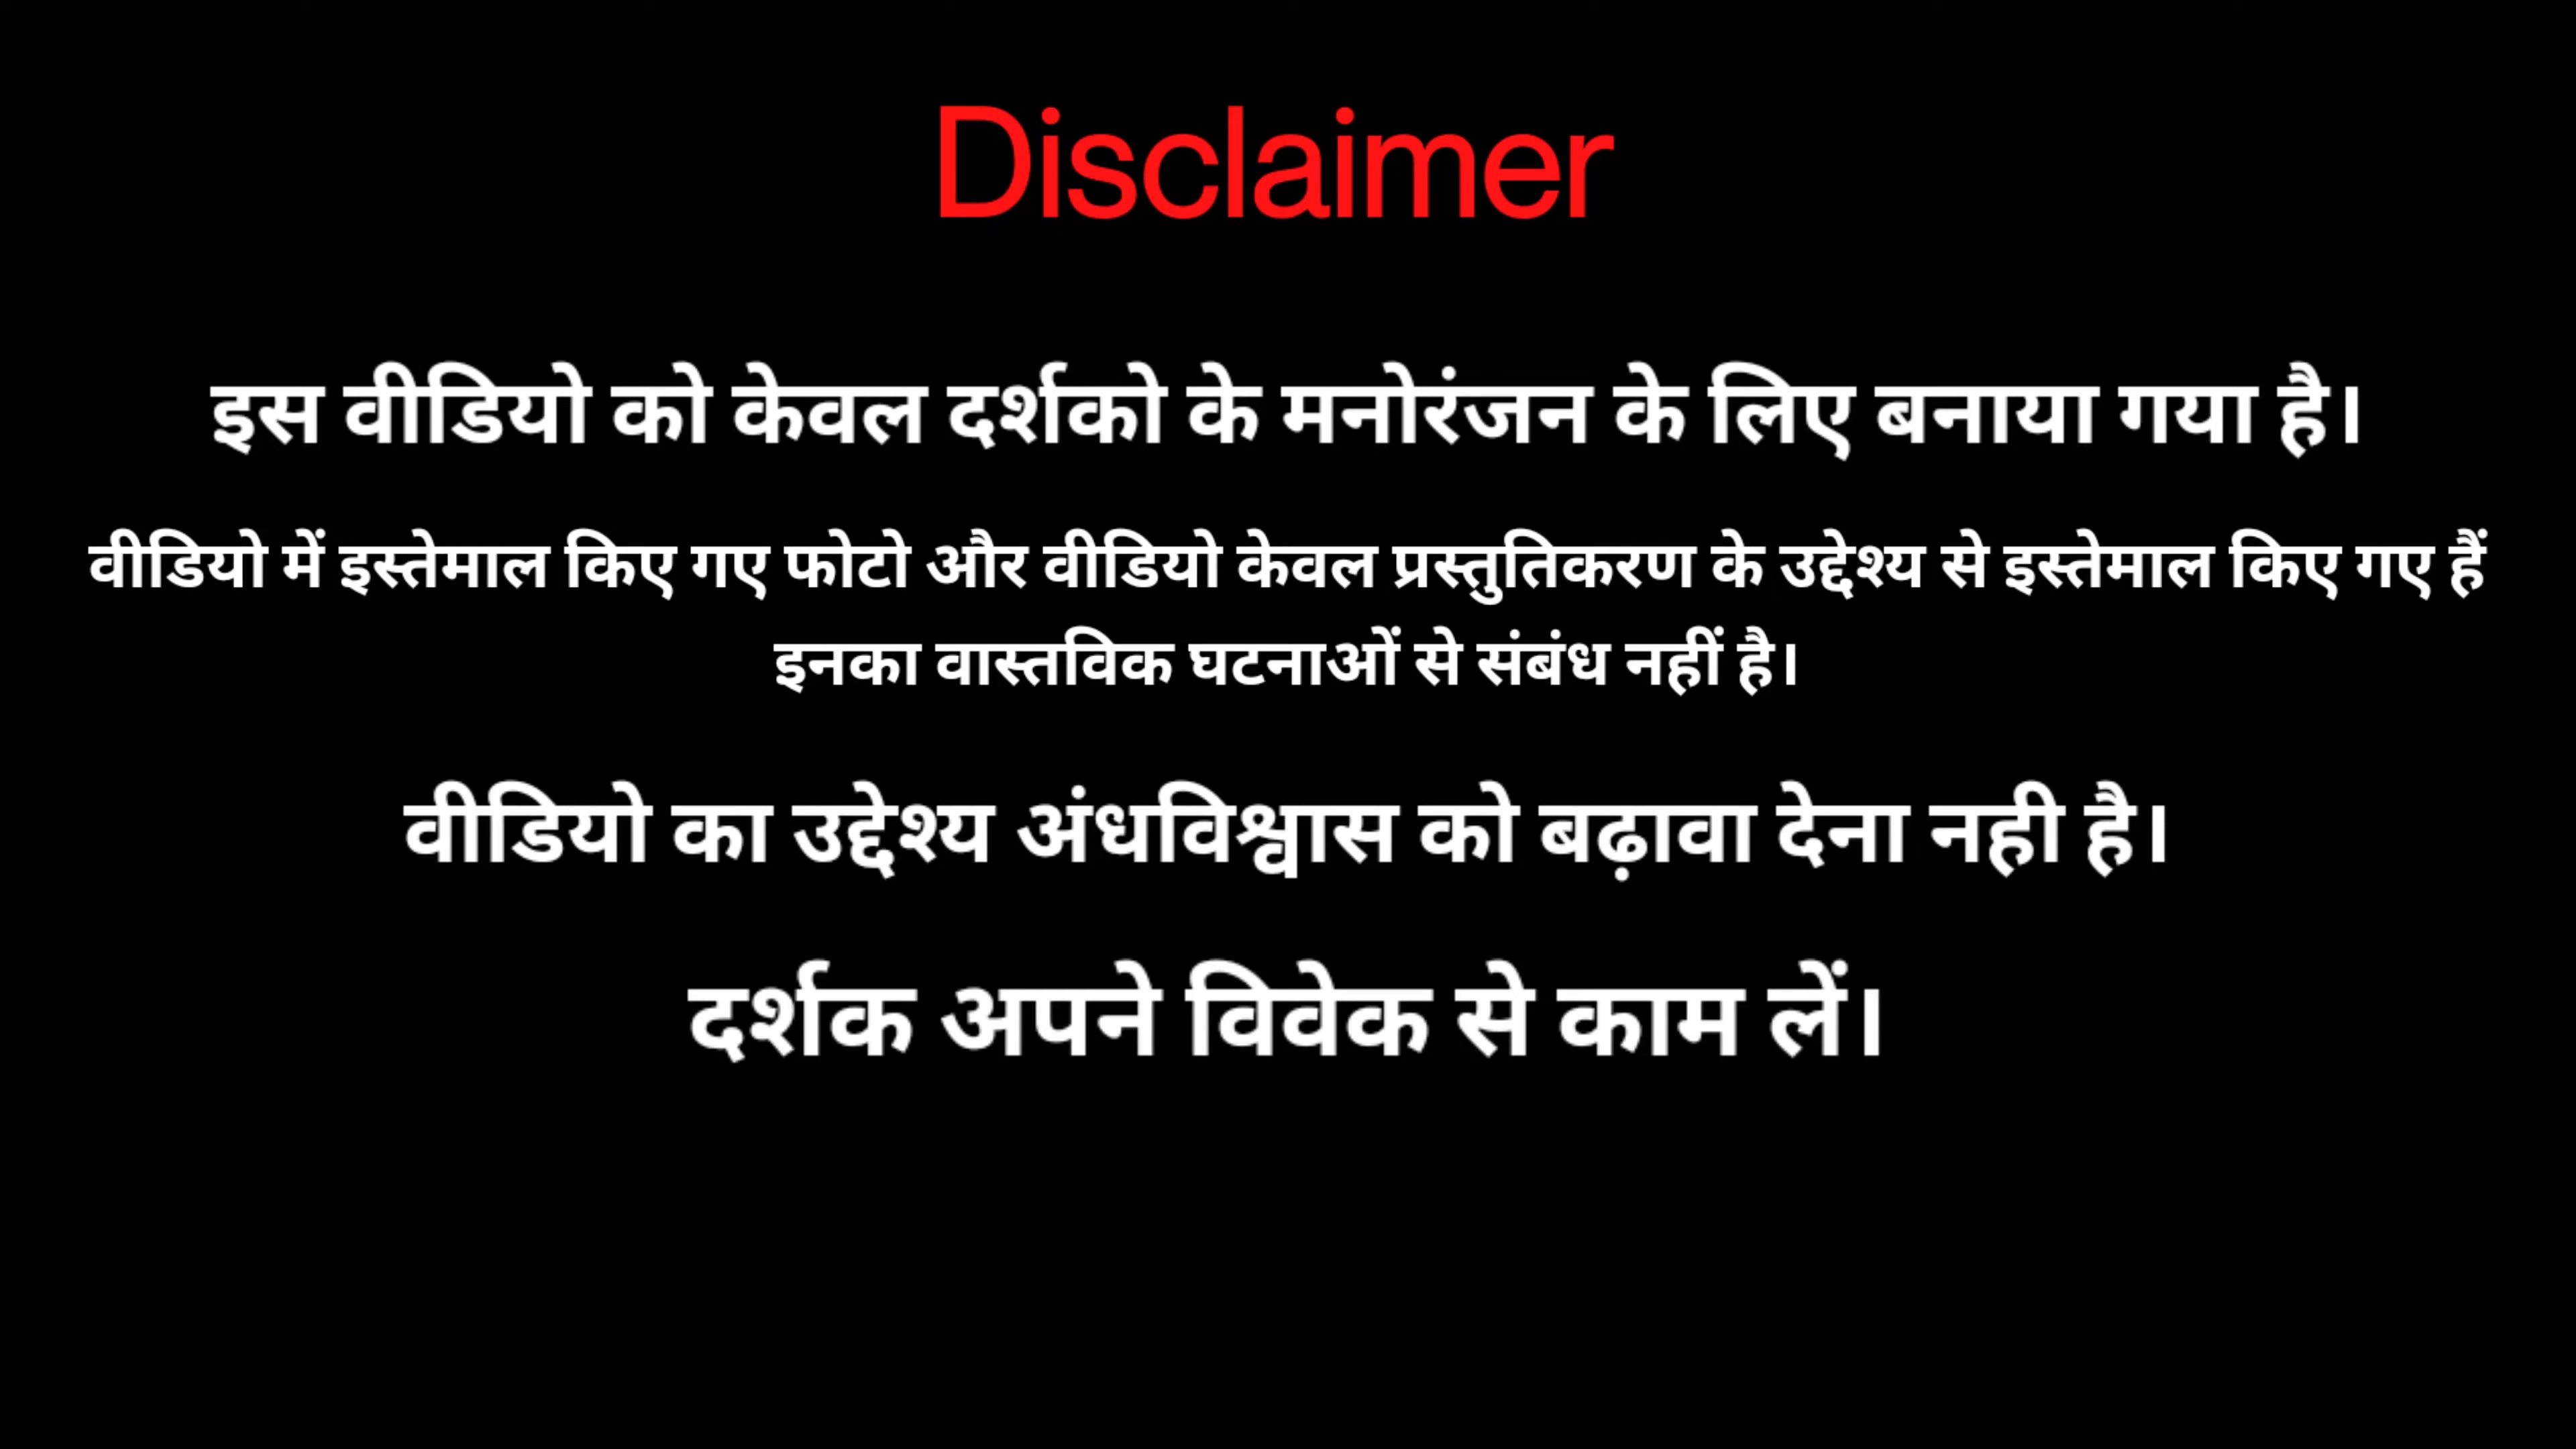 Disclaimer
इस वीडियो को केवल दर्शको के मनोरंजन के लिए बनाया गया है।
वीडियो में इस्तेमाल किए गए फोटो और वीडियो केवल प्रस्तुतिकरण के उद्देश्य से इस्तेमाल किए गए हैं
इनका वास्तविक घटनाओं से संबंध नहीं है।
वीडियो का उद्देश्य अंधविश्वास को बढ़ावा देना नही है।
दर्शक अपने विवेक से काम लें।